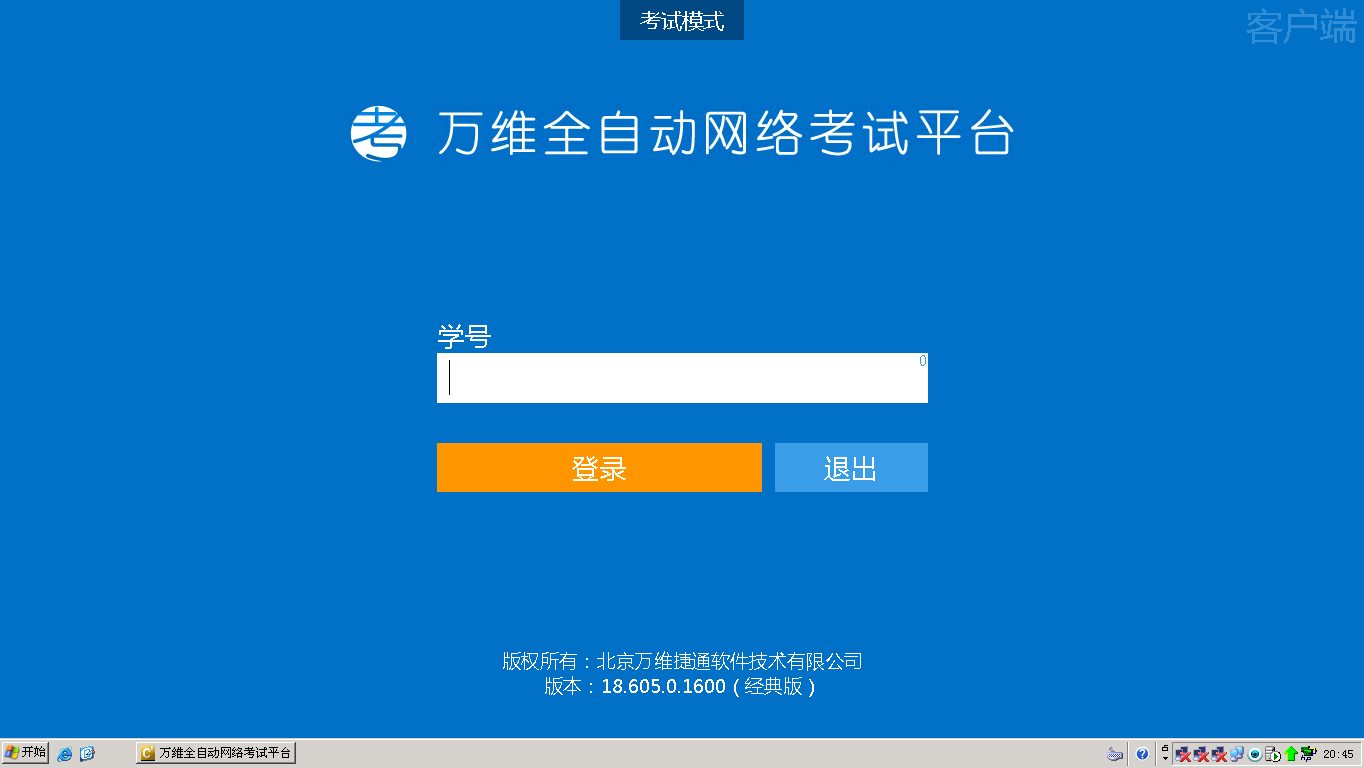 考试模式
客户端
万维全自动网络考试平台
学号
0
登录
退出
版权所有：北京万维捷通软件技术有限公司
版本：18.605.0.1600 ( 经典版 )
开始
万维全自动网络考试平台
20:45